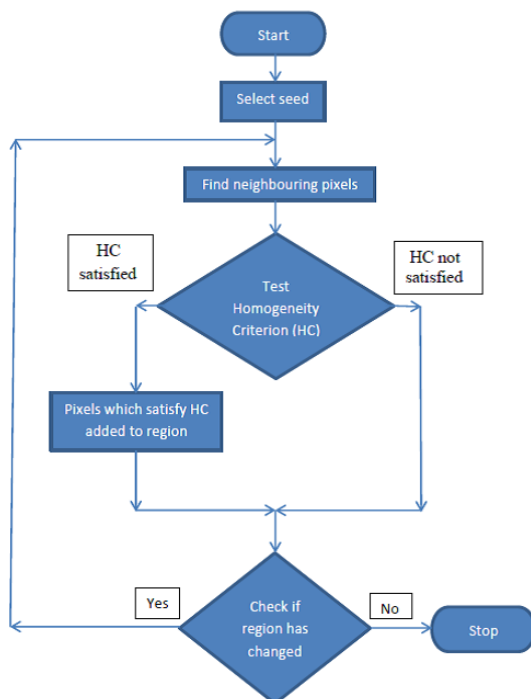 Start
Select seed
Find neighbouring pixels
HC
satisfied
HC not
satisfied
Test
Homogeneity
Criterion (HC)
Pixels which satisfy HC
added to region
Yes
No
Check if
region has
changed
Stop